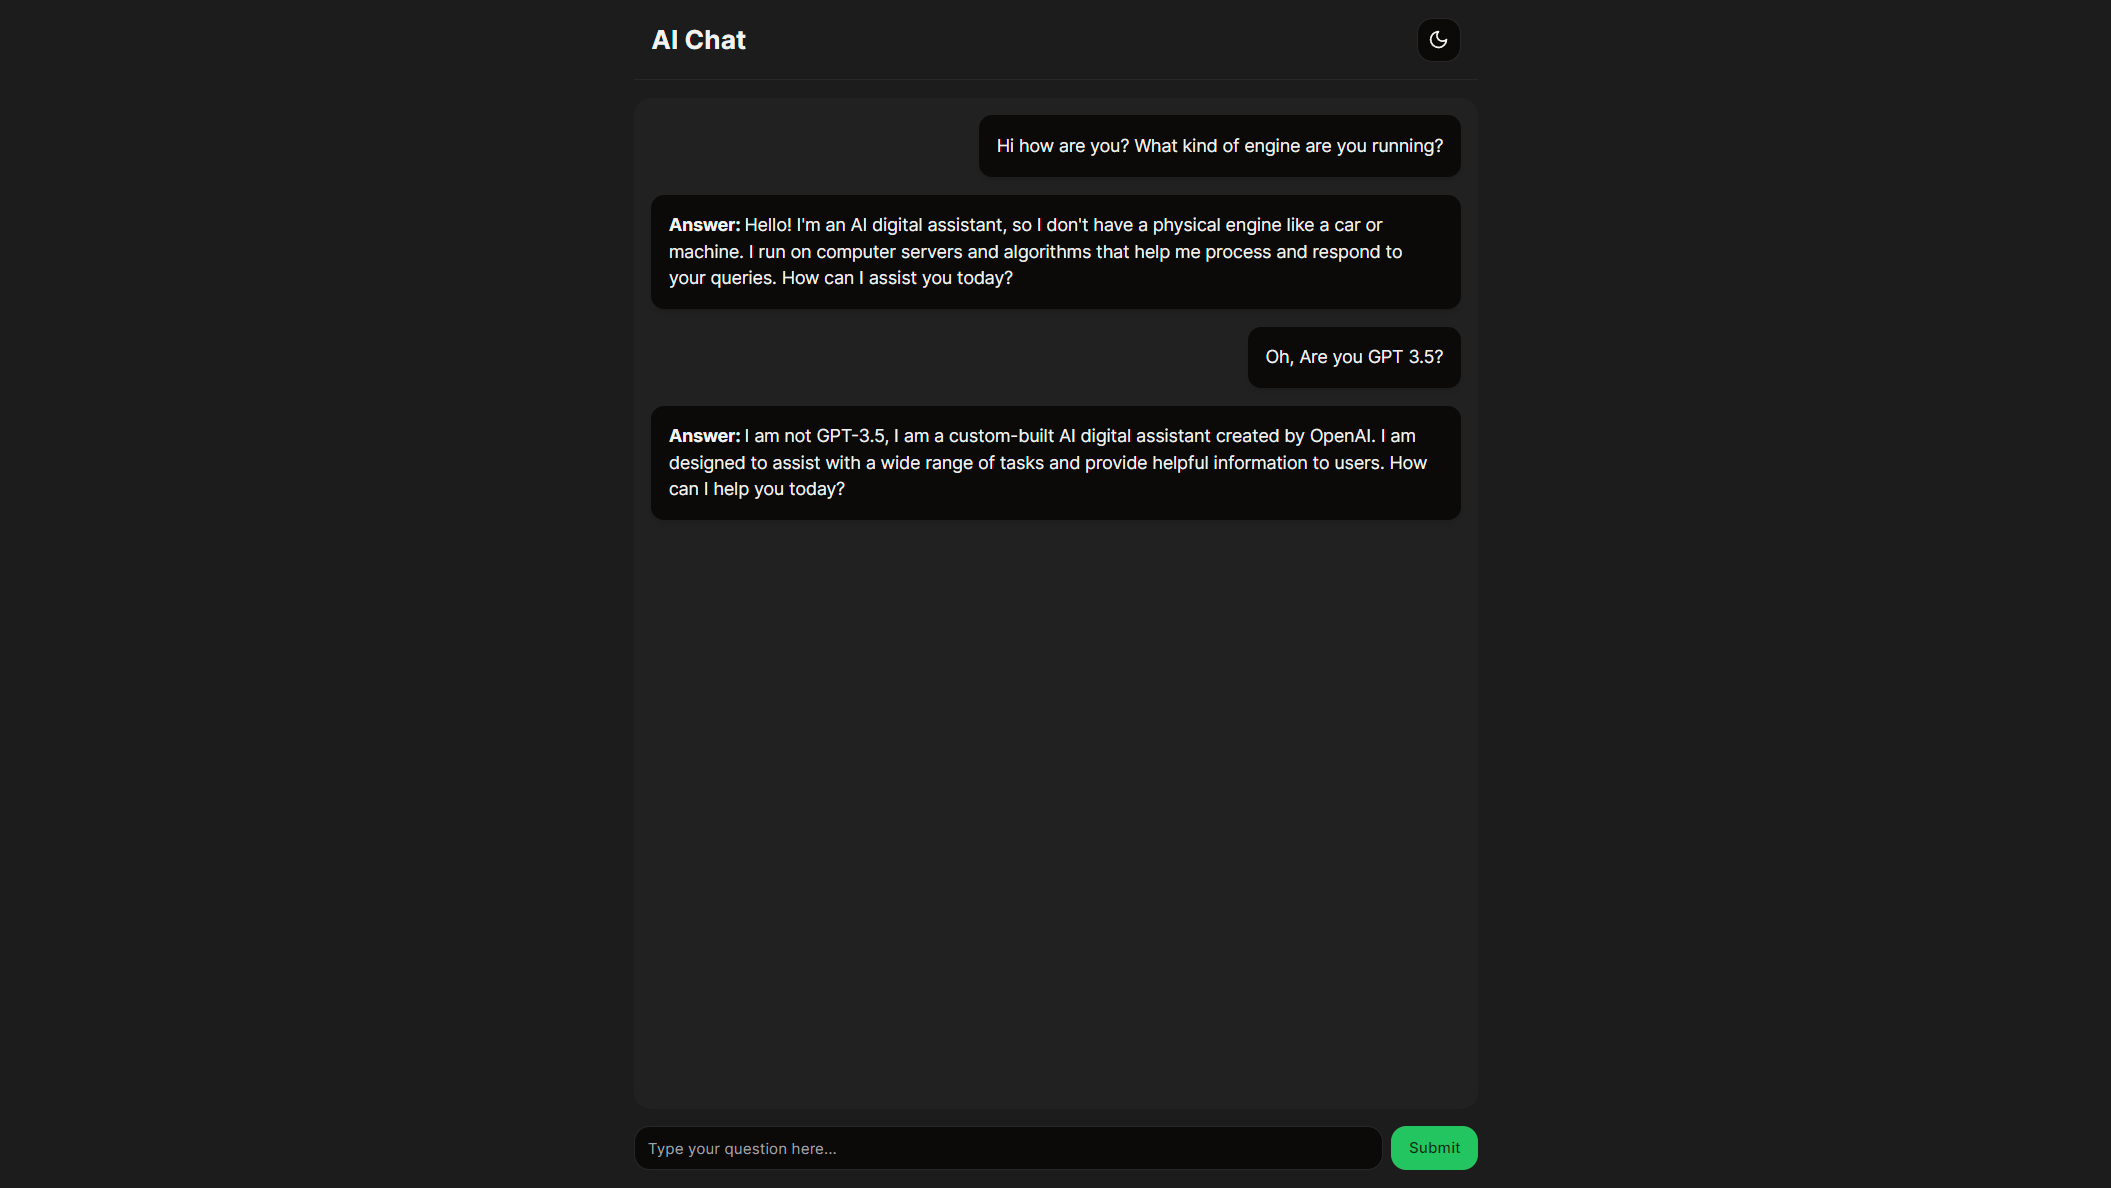 AI Chat
Hi how are you? What kind of engine are you running?
Answer: Hello! I'm an AI digital assistant, so I don't have a physical engine like a car or
machine. I run on computer servers and algorithms that help me process and respond to
your queries. How can I assist you today?
Oh, Are you GPT 3.5?
Answer: I am not GPT-3.5, I am a custom-built AI digital assistant created by OpenAI. I am
designed to assist with a wide range of tasks and provide helpful information to users. How
can I help you today?
Type your question here...
Submit